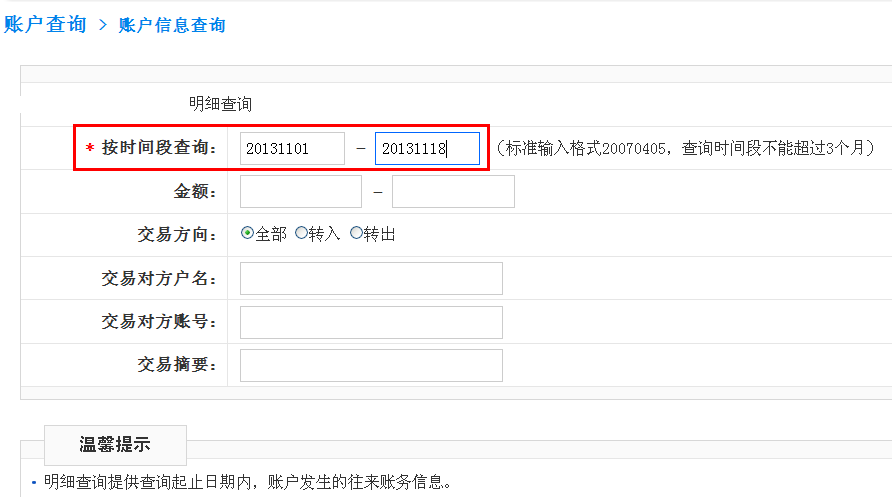 账户查询 > 账户信息查询
明细查询
* 按时间段查询： 20131101 - 20131118 (标准输入格式20070405，查询时间段不能超过3个月)
金额： -
交易方向： 全部 转入 转出
交易对方户名：
交易对方账号：
交易摘要：
温馨提示
· 明细查询提供查询起止日期内，账户发生的往来账务信息。